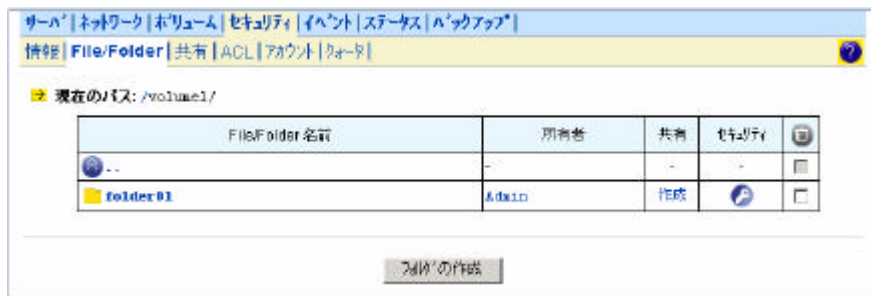 サーバ|ネットワーク|ボリューム|セキュリティ|イベント|ステータス|バックアップ|
情報|File/Folder|共有|ACL|アカウント|クォータ|
現在のパス: /volume1/
File/Folder 名前 所有者 共有 セキュリティ
.. - - -
folder01 Admin 作成
フォルダの作成